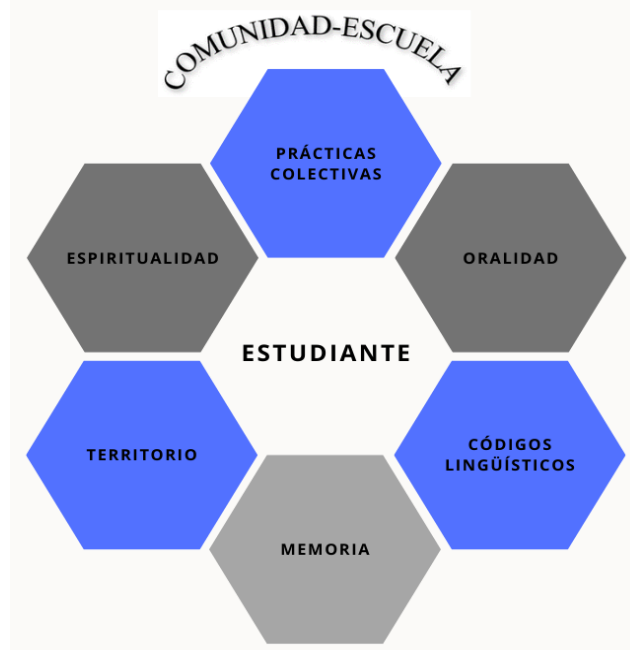 COMUNIDAD-ESCUELA
PRÁCTICAS
COLECTIVAS
ESPIRITUALIDAD
ORALIDAD
ESTUDIANTE
TERRITORIO
CÓDIGOS
LINGÜÍSTICOS
MEMORIA